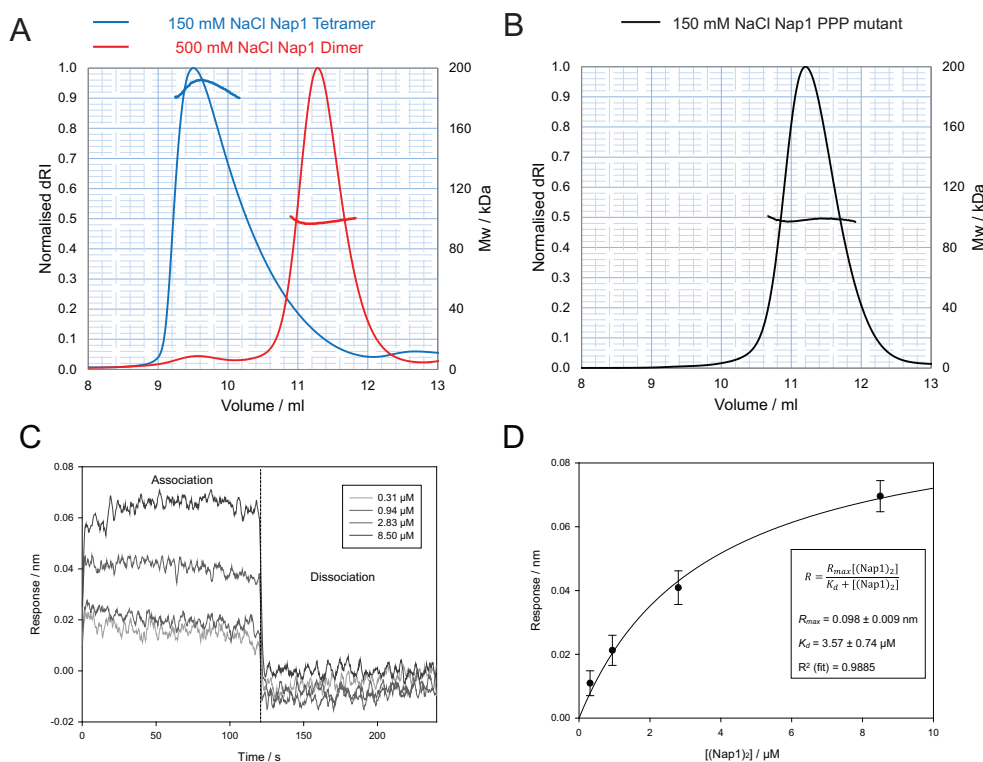 A
150 mM NaCl Nap1 Tetramer
500 mM NaCl Nap1 Dimer
1.0
0.9
0.8
0.7
0.6
0.5
0.4
0.3
0.2
0.1
0.0
Normalised dRI
200
160
120
80
40
0
Mw / kDa
8 9 10 11 12 13
Volume / ml
B
150 mM NaCl Nap1 PPP mutant
1.0
0.9
0.8
0.7
0.6
0.5
0.4
0.3
0.2
0.1
0.0
Normalised dRI
200
160
120
80
40
0
Mw / kDa
8 9 10 11 12 13
Volume / ml
C
0.08
0.06
0.04
0.02
0.00
-0.02
Response / nm
Association
Dissociation
0.31 µM
0.94 µM
2.83 µM
8.50 µM
0 50 100 150 200
Time / s
D
0.08
0.06
0.04
0.02
0.00
Response / nm
R = Rmax[(Nap1)2] / Kd + [(Nap1)2]
Rmax = 0.098 ± 0.009 nm
Kd = 3.57 ± 0.74 µM
R² (fit) = 0.9885
0 2 4 6 8 10
[(Nap1)2] / µM